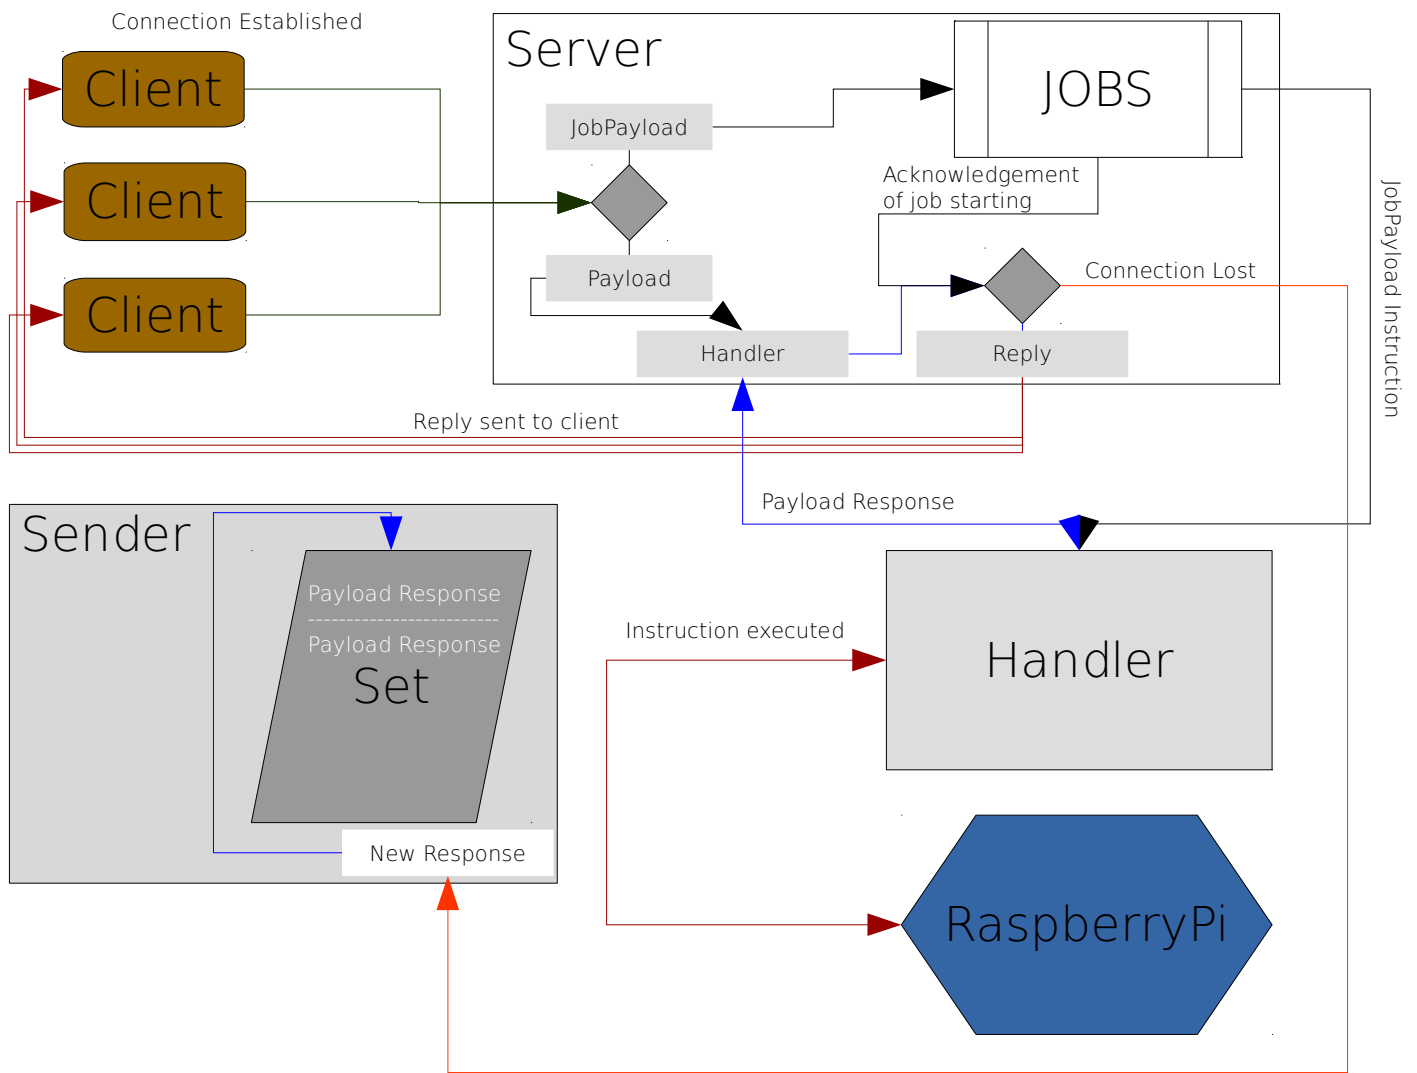 Connection Established
Client
Client
Client
Server
JobPayload
JOBS
Acknowledgement
of job starting
Payload
Connection Lost
Handler
Reply
JobPayload Instruction
Reply sent to client
Payload Response
Sender
Payload Response
-------------------------
Payload Response
Set
New Response
Instruction executed
Handler
RaspberryPi